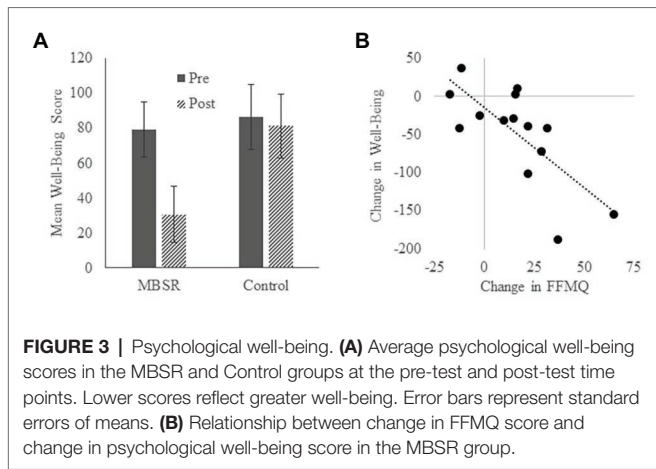 A
B
120
100
80
60
40
20
0
Mean Well-Being Score
Pre
Post
MBSR
Control
50
0
-50
-100
-150
-200
Change in Well-Being
-25
0
25
50
75
Change in FFMQ
FIGURE 3 | Psychological well-being. (A) Average psychological well-being
scores in the MBSR and Control groups at the pre-test and post-test time
points. Lower scores reflect greater well-being. Error bars represent standard
errors of means. (B) Relationship between change in FFMQ score and
change in psychological well-being score in the MBSR group.